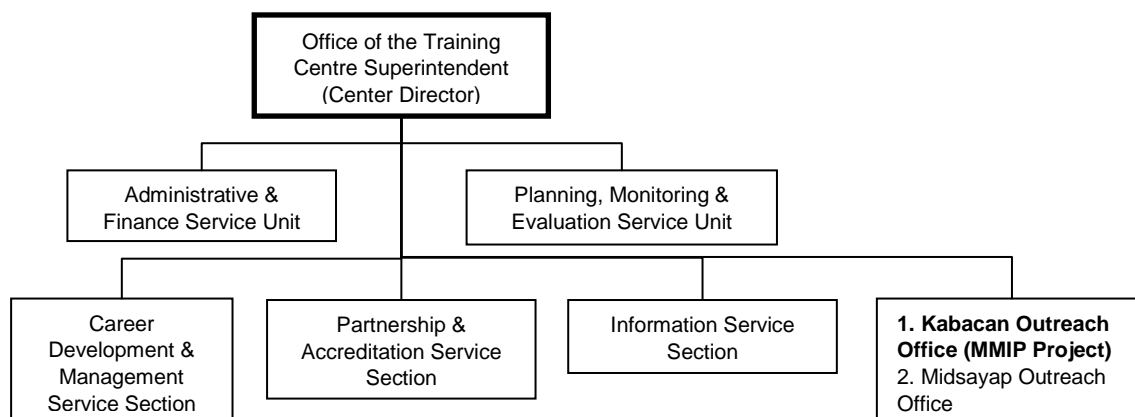 Office of the Training
Centre Superintendent
(Center Director)
Administrative &
Finance Service Unit
Planning, Monitoring &
Evaluation Service Unit
Career
Development &
Management
Service Section
Partnership &
Accreditation Service
Section
Information Service
Section
1. Kabacan Outreach
Office (MMIP Project)
2. Midsayap Outreach
Office